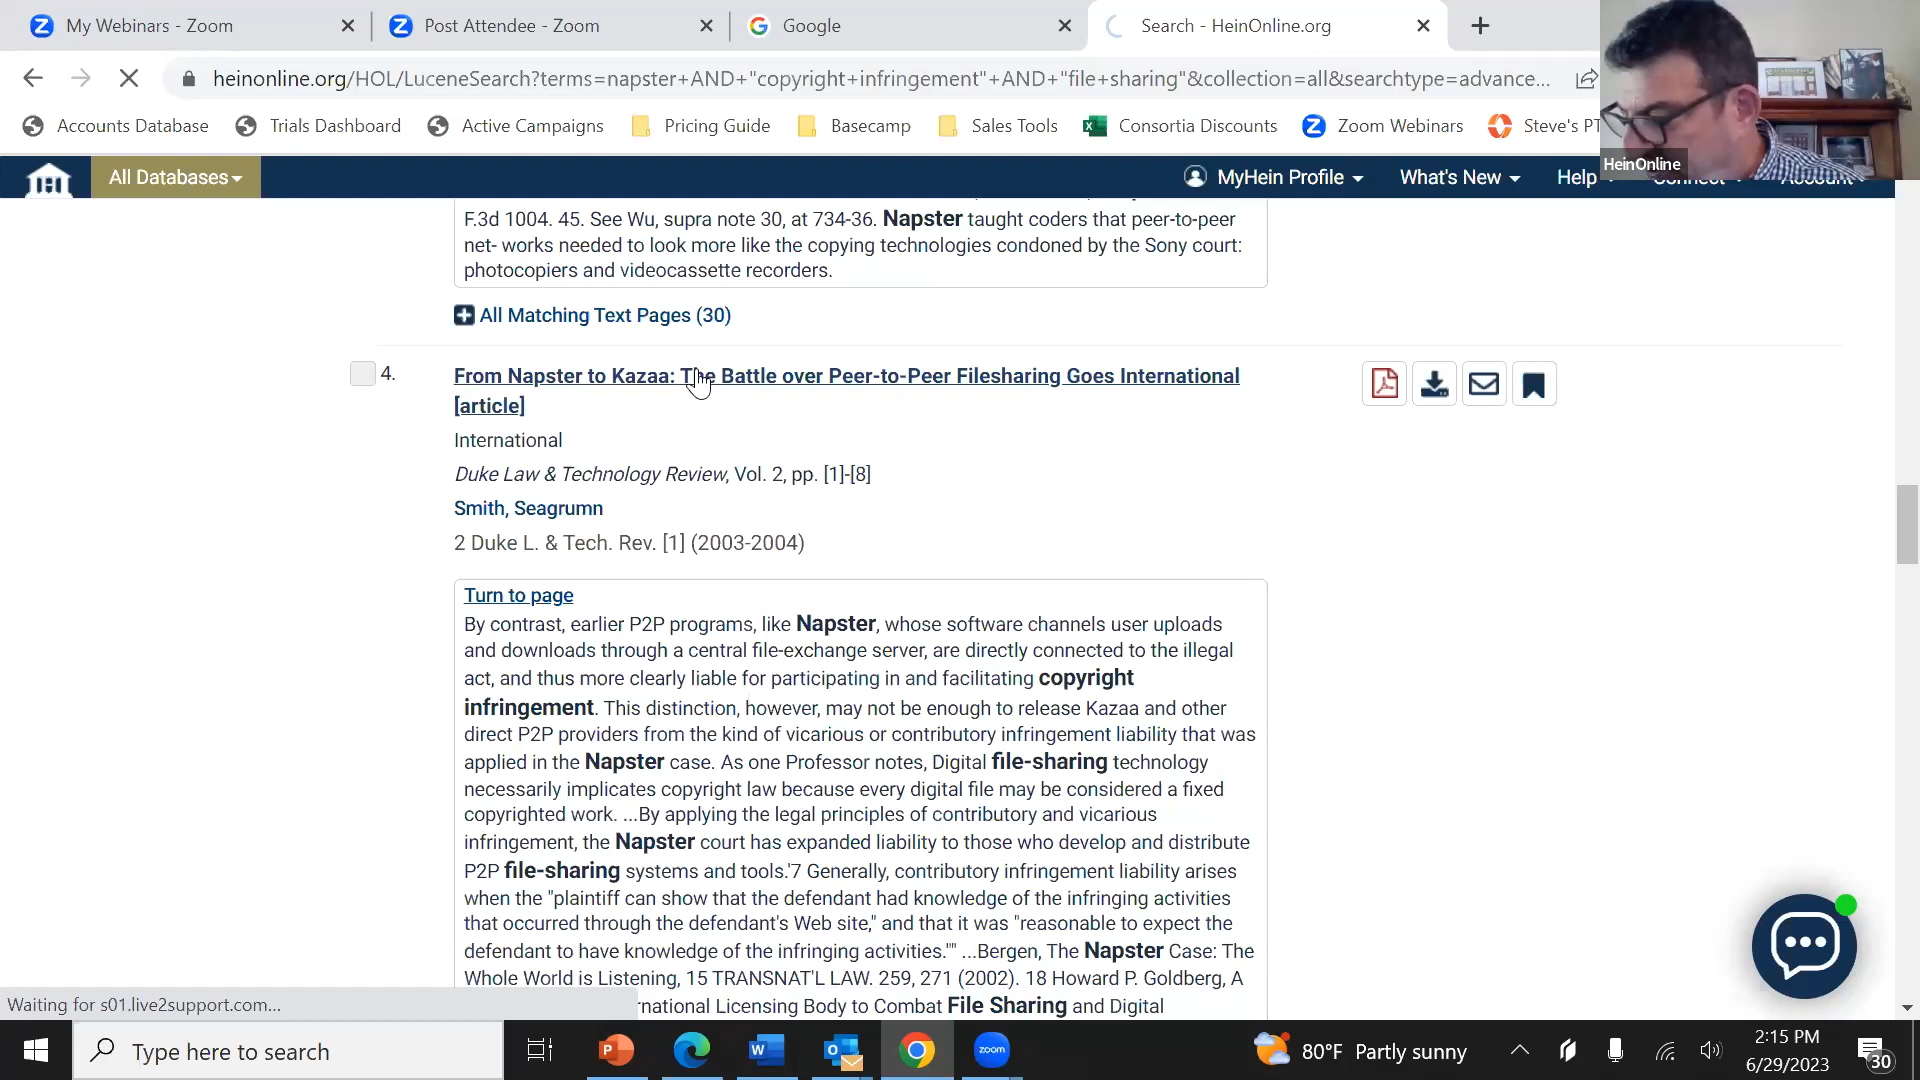 My Webinars - Zoom
Post Attendee - Zoom
Google
Search - HeinOnline.org
heinonline.org/HOL/LuceneSearch?terms=napster+AND+"copyright+infringement"+AND+"file+sharing"&collection=all&searchtype=advance...
Accounts Database
Trials Dashboard
Active Campaigns
Pricing Guide
Basecamp
Sales Tools
Consortia Discounts
Zoom Webinars
Steve's PT
HeinOnline
All Databases
MyHein Profile
What's New
Help
Connect
Account
F.3d 1004. 45. See Wu, supra note 30, at 734-36. Napster taught coders that peer-to-peer
net- works needed to look more like the copying technologies condoned by the Sony court:
photocopiers and videocassette recorders.
All Matching Text Pages (30)
4.
From Napster to Kazaa: The Battle over Peer-to-Peer Filesharing Goes International
[article]
International
Duke Law & Technology Review, Vol. 2, pp. [1]-[8]
Smith, Seagrumn
2 Duke L. & Tech. Rev. [1] (2003-2004)
Turn to page
By contrast, earlier P2P programs, like Napster, whose software channels user uploads
and downloads through a central file-exchange server, are directly connected to the illegal
act, and thus more clearly liable for participating in and facilitating copyright
infringement. This distinction, however, may not be enough to release Kazaa and other
direct P2P providers from the kind of vicarious or contributory infringement liability that was
applied in the Napster case. As one Professor notes, Digital file-sharing technology
necessarily implicates copyright law because every digital file may be considered a fixed
copyrighted work. ...By applying the legal principles of contributory and vicarious
infringement, the Napster court has expanded liability to those who develop and distribute
P2P file-sharing systems and tools.'7 Generally, contributory infringement liability arises
when the "plaintiff can show that the defendant had knowledge of the infringing activities
that occurred through the defendant's Web site," and that it was "reasonable to expect the
defendant to have knowledge of the infringing activities."" ...Bergen, The Napster Case: The
Whole World is Listening, 15 TRANSNAT'L LAW. 259, 271 (2002). 18 Howard P. Goldberg, A
rnational Licensing Body to Combat File Sharing and Digital
Waiting for s01.live2support.com...
Type here to search
zoom
80°F Partly sunny
2:15 PM
6/29/2023
30